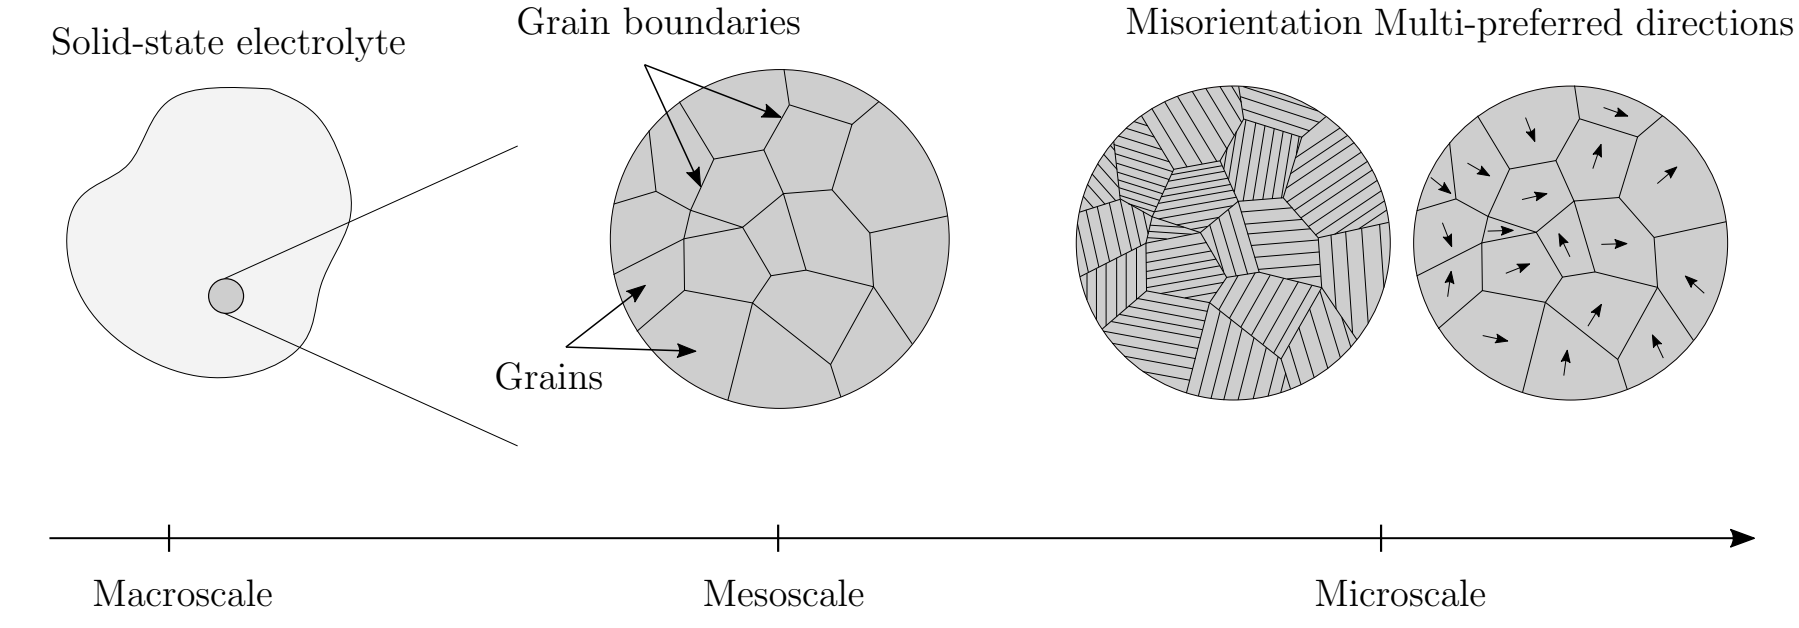 Solid-state electrolyte
Grain boundaries
Misorientation
Multi-preferred directions
Grains
Macroscale
Mesoscale
Microscale